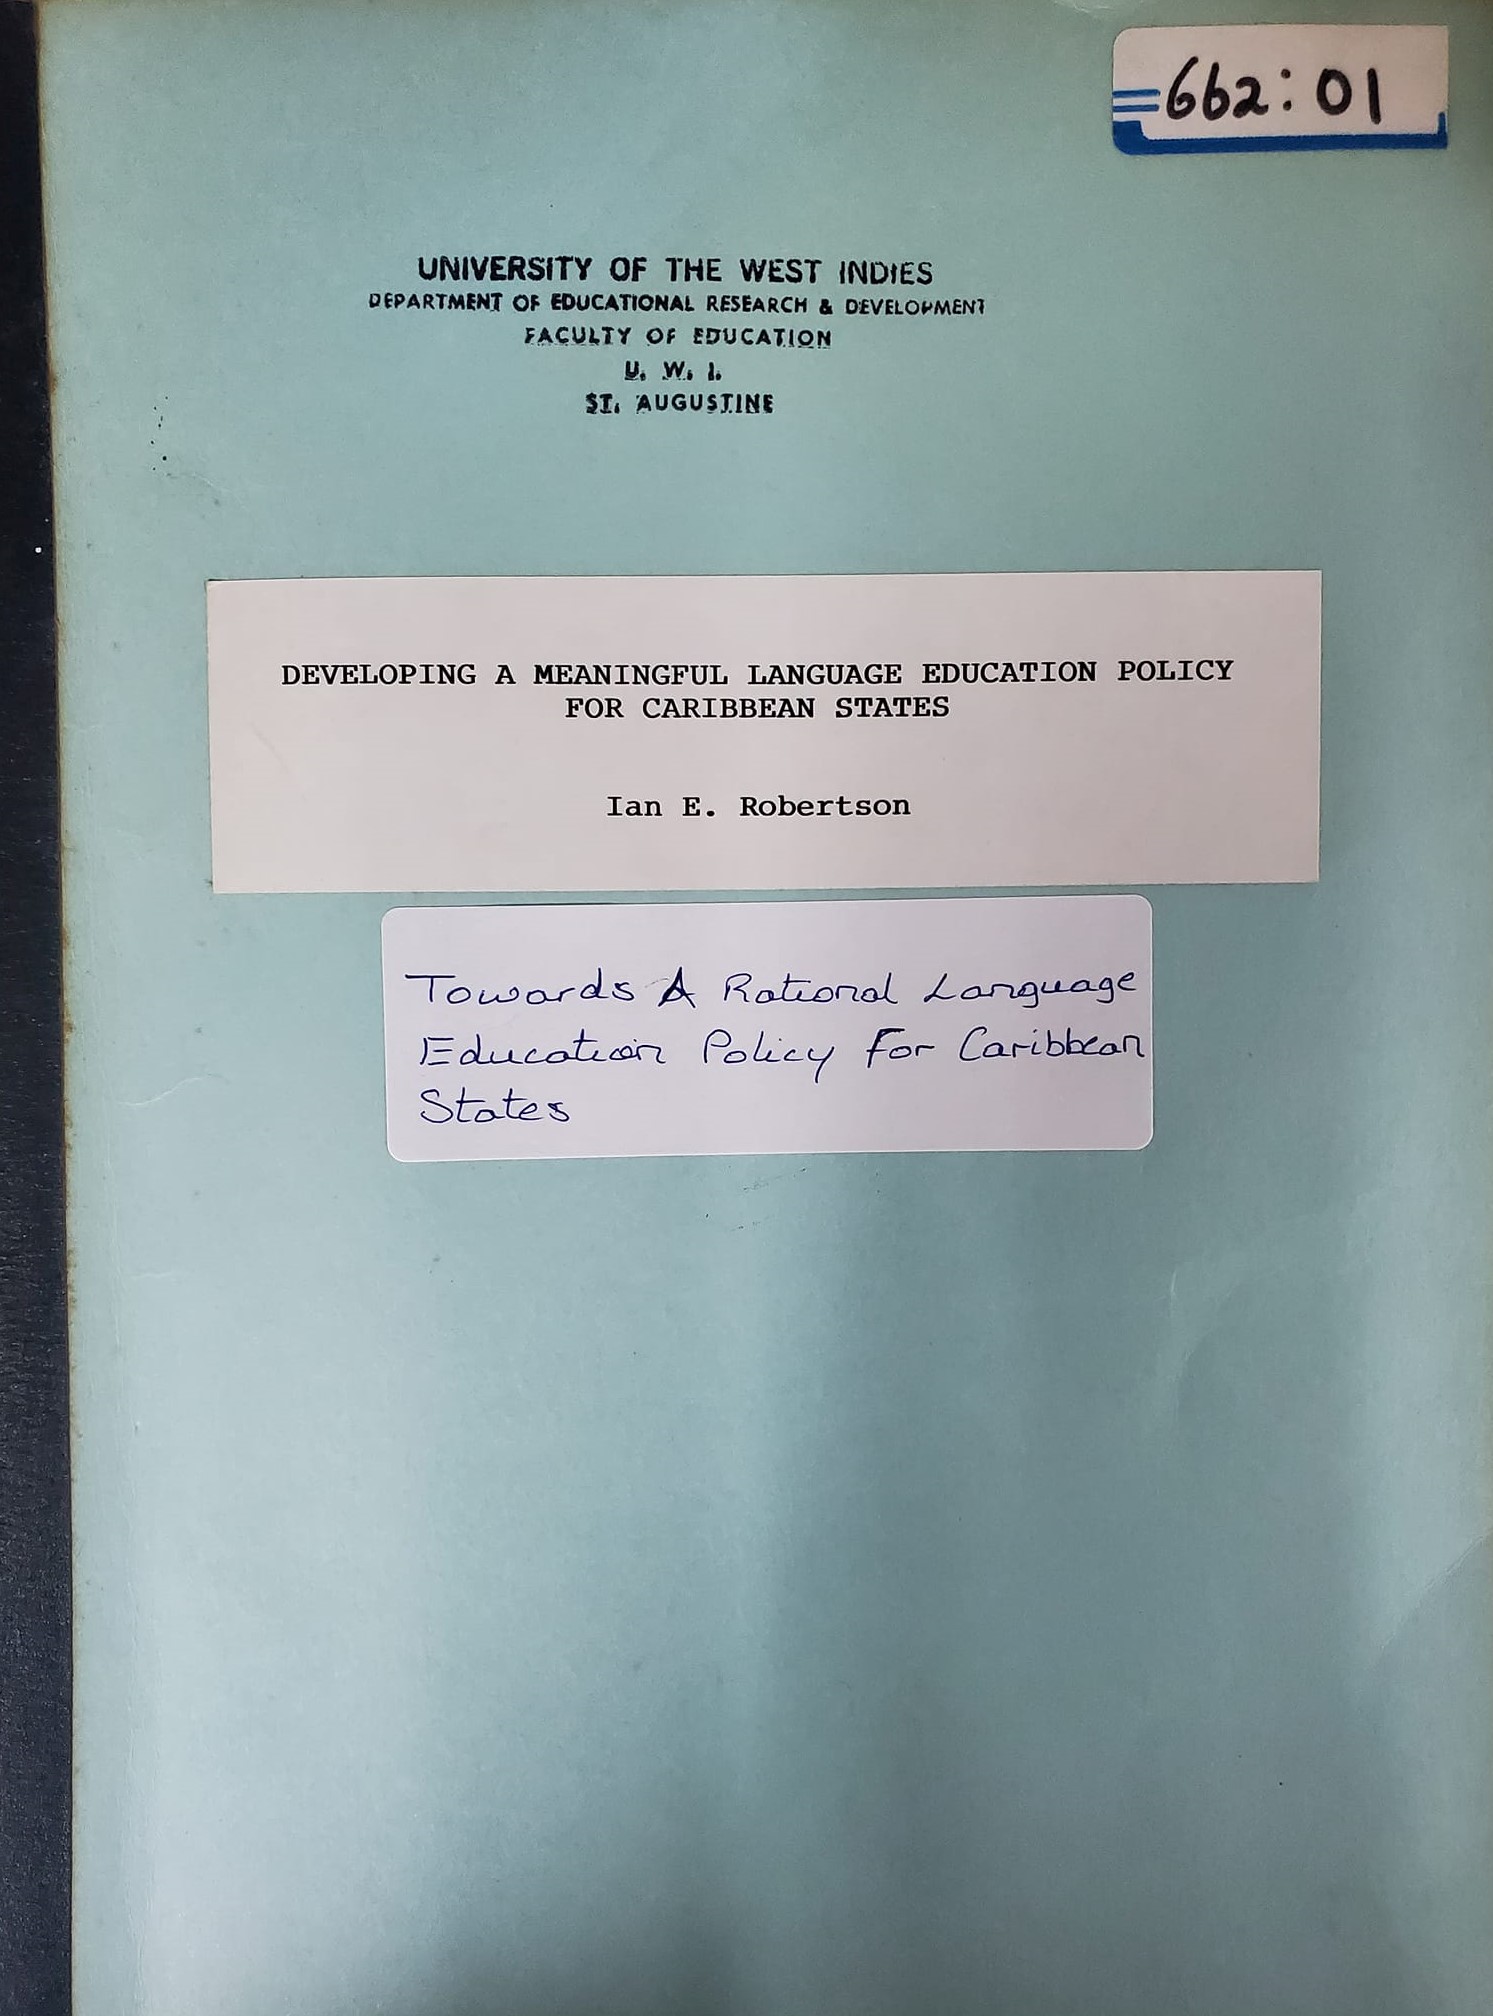 662:01
UNIVERSITY OF THE WEST INDIES
DEPARTMENT OF EDUCATIONAL RESEARCH & DEVELOPMENT
FACULTY OF EDUCATION
U. W. I.
ST. AUGUSTINE
DEVELOPING A MEANINGFUL LANGUAGE EDUCATION POLICY
FOR CARIBBEAN STATES
Ian E. Robertson
Towards A Rational Language
Education Policy For Caribbean
States